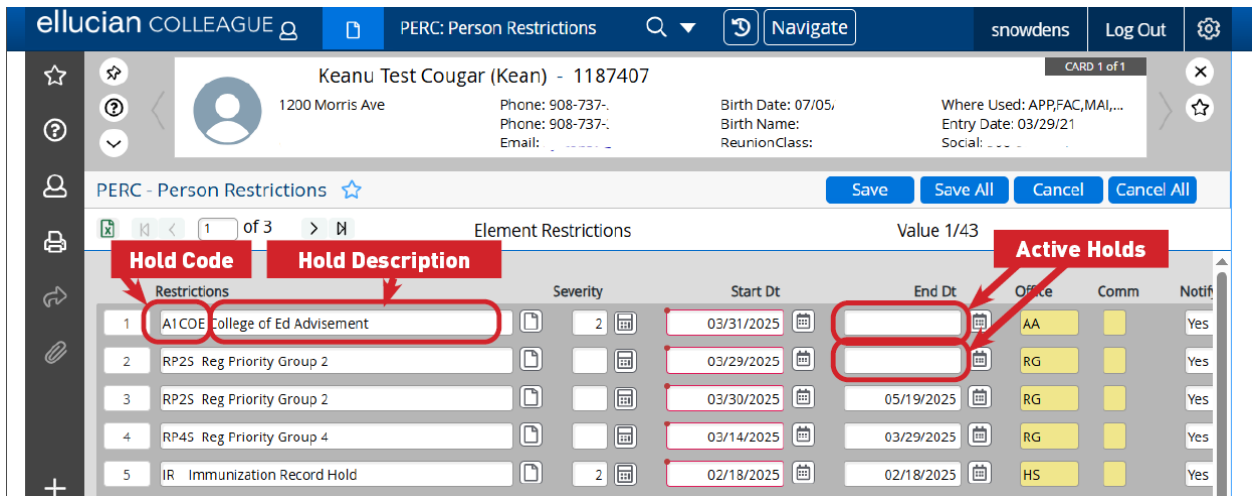 ellucian COLLEAGUE PERC: Person Restrictions Navigate snowdens Log Out
Keanu Test Cougar (Kean) - 1187407 CARD 1 of 1
1200 Morris Ave Phone: 908-737-. Birth Date: 07/05, Where Used: APP,FAC,MAI,...
Phone: 908-737-. Birth Name: Entry Date: 03/29/21
Email: ReunionClass: Social:
PERC - Person Restrictions Save Save All Cancel Cancel All
1 of 3 Element Restrictions Value 1/43
Hold Code Hold Description Active Holds
Restrictions Severity Start Dt End Dt Office Comm Notify
1 A1COE College of Ed Advisement 2 03/31/2025 AA Yes
2 RP2S Reg Priority Group 2 03/29/2025 RG Yes
3 RP2S Reg Priority Group 2 03/30/2025 05/19/2025 RG Yes
4 RP4S Reg Priority Group 4 03/14/2025 03/29/2025 RG Yes
5 IR Immunization Record Hold 2 02/18/2025 02/18/2025 HS Yes